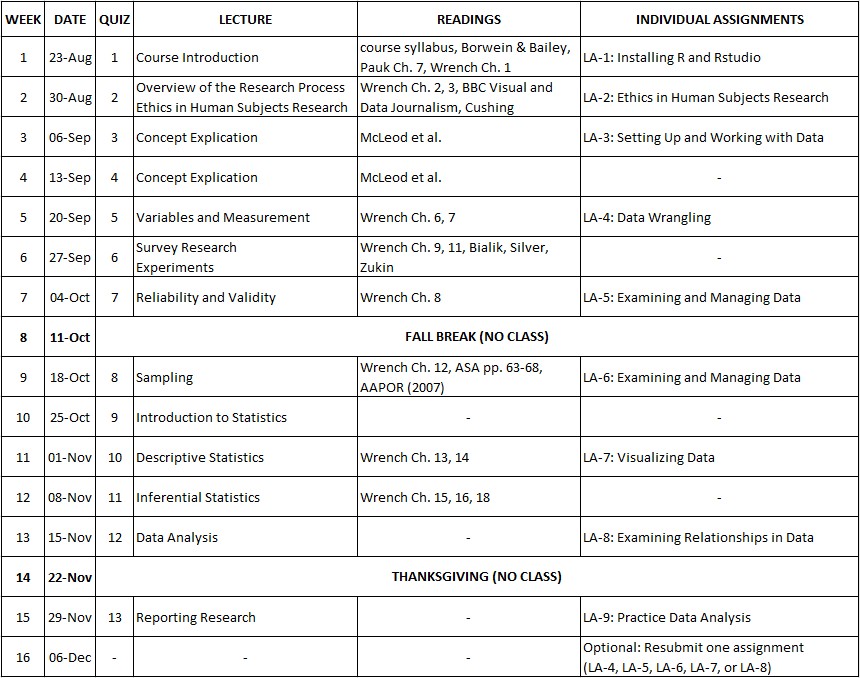 WEEK DATE QUIZ LECTURE READINGS INDIVIDUAL ASSIGNMENTS
1 23-Aug 1 Course Introduction course syllabus, Borwein & Bailey, Pauk Ch. 7, Wrench Ch. 1 LA-1: Installing R and Rstudio
2 30-Aug 2 Overview of the Research Process Ethics in Human Subjects Research Wrench Ch. 2, 3, BBC Visual and Data Journalism, Cushing LA-2: Ethics in Human Subjects Research
3 06-Sep 3 Concept Explication McLeod et al. LA-3: Setting Up and Working with Data
4 13-Sep 4 Concept Explication McLeod et al. -
5 20-Sep 5 Variables and Measurement Wrench Ch. 6, 7 LA-4: Data Wrangling
6 27-Sep 6 Survey Research Experiments Wrench Ch. 9, 11, Bialik, Silver, Zukin -
7 04-Oct 7 Reliability and Validity Wrench Ch. 8 LA-5: Examining and Managing Data
8 11-Oct FALL BREAK (NO CLASS)
9 18-Oct 8 Sampling Wrench Ch. 12, ASA pp. 63-68, AAPOR (2007) LA-6: Examining and Managing Data
10 25-Oct 9 Introduction to Statistics - -
11 01-Nov 10 Descriptive Statistics Wrench Ch. 13, 14 LA-7: Visualizing Data
12 08-Nov 11 Inferential Statistics Wrench Ch. 15, 16, 18 -
13 15-Nov 12 Data Analysis - LA-8: Examining Relationships in Data
14 22-Nov THANKSGIVING (NO CLASS)
15 29-Nov 13 Reporting Research - LA-9: Practice Data Analysis
16 06-Dec - - - Optional: Resubmit one assignment (LA-4, LA-5, LA-6, LA-7, or LA-8)